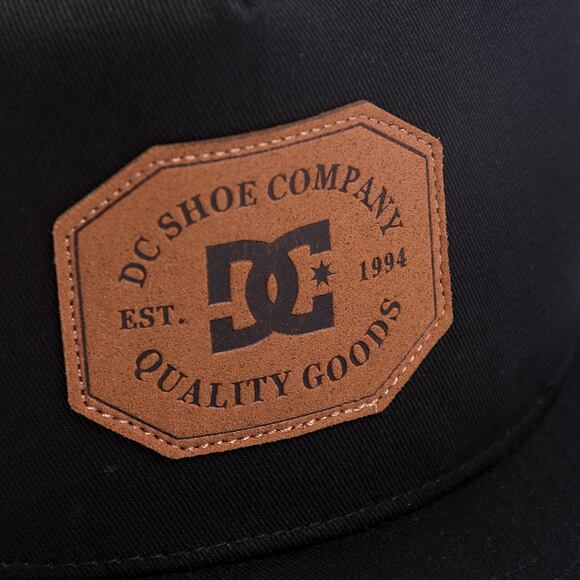 DC SHOE COMPANY
EST. DC 1994
QUALITY GOODS